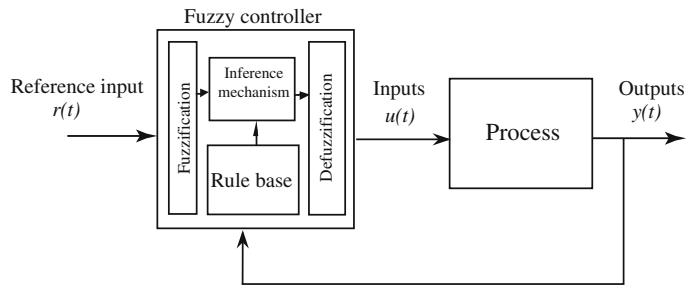 Fuzzy controller
Reference input
r(t)
Fuzzification
Inference
mechanism
Rule base
Defuzzification
Inputs
u(t)
Process
Outputs
y(t)